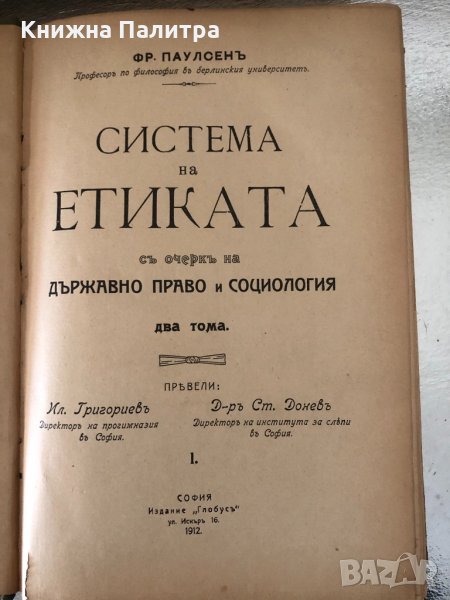 Книжна Палитра
ФР. ПАУЛСЕНЪ
Професоръ по философия въ берлинския университетъ.
СИСТЕМА
на
ЕТИКАТА
съ очеркъ на
ДЪРЖАВНО ПРАВО и СОЦИОЛОГИЯ
два тома.
ПРѢВЕЛИ:
Ил. Григориевъ
Директоръ на прогимназия
въ София.
Д-ръ Ст. Доневъ
Директоръ на института за слѣпи
въ София.
I.
СОФИЯ
Издание „Глобусъ“
ул. Искъръ 16.
1912.
BAZAR